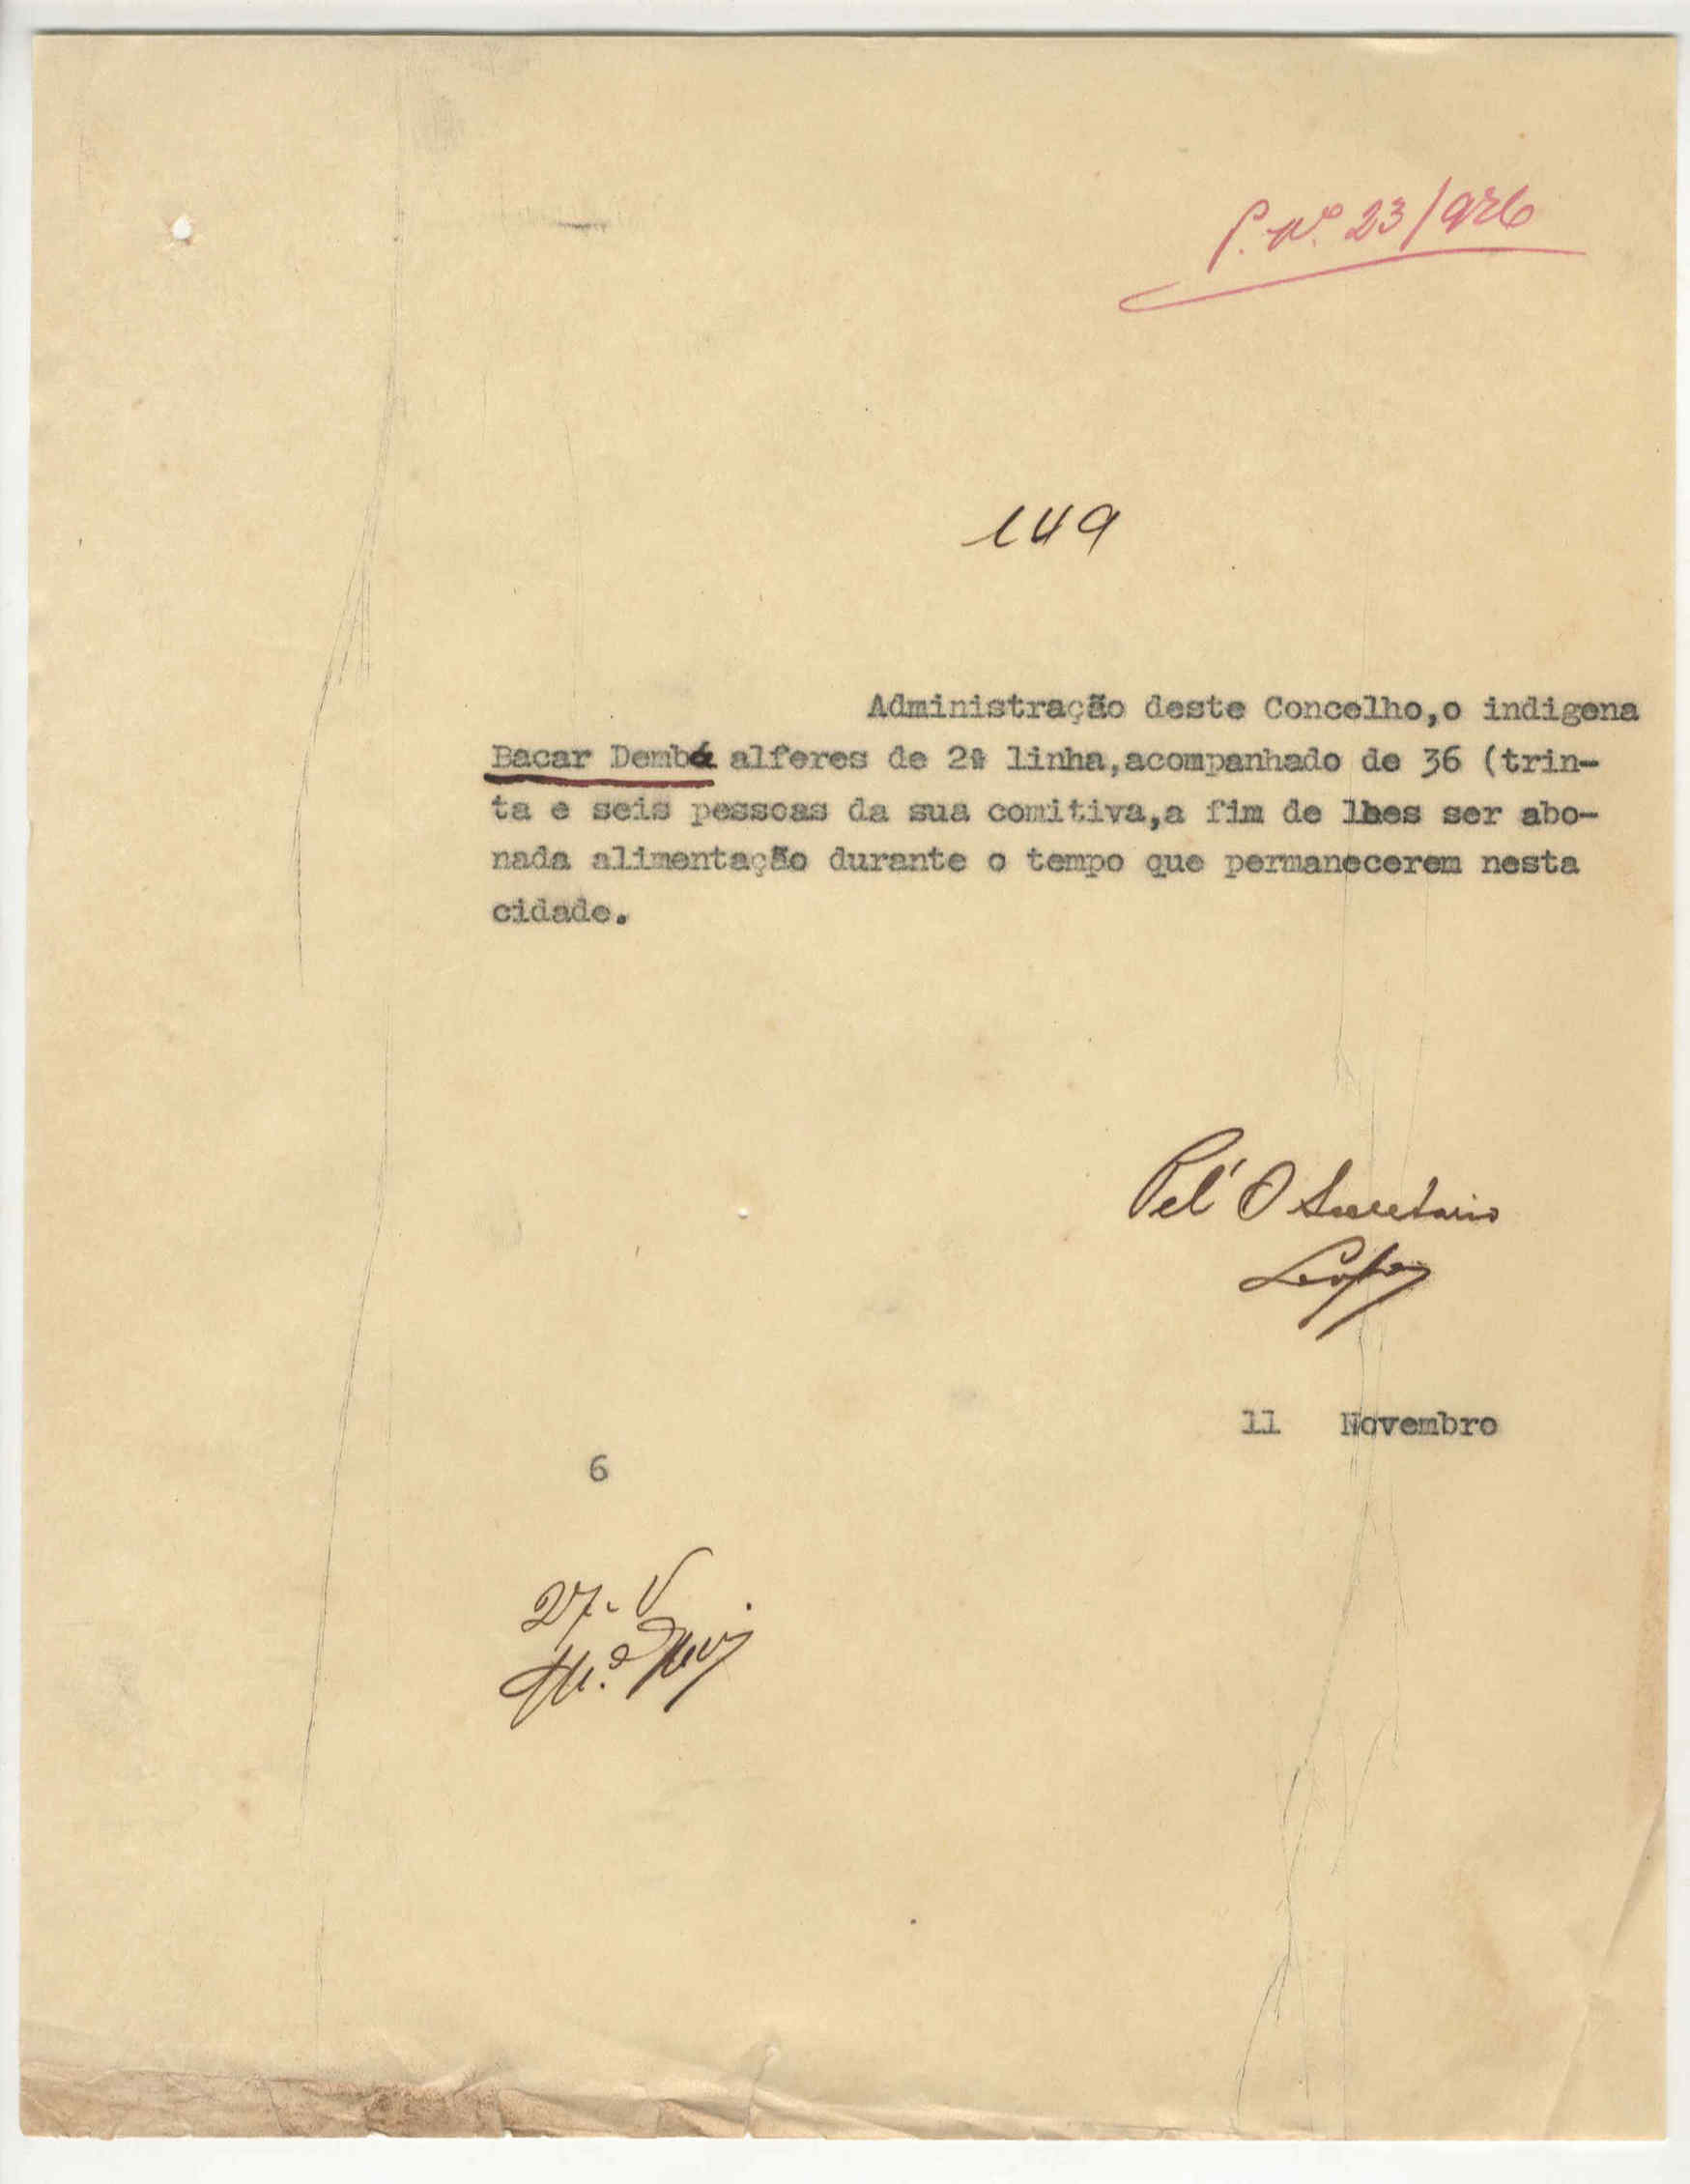 P. Nº 23/926
149
Administração deste Concelho,o indigena
Bacar Dembá alferes de 2ª linha,acompanhado de 36 (trin-
ta e seis pessoas da sua comitiva,a fim de lhes ser abo-
nada alimentação durante o tempo que permanecerem nesta
cidade.
Pel' O Secretario
Lopes
11 Novembro
6
27- V